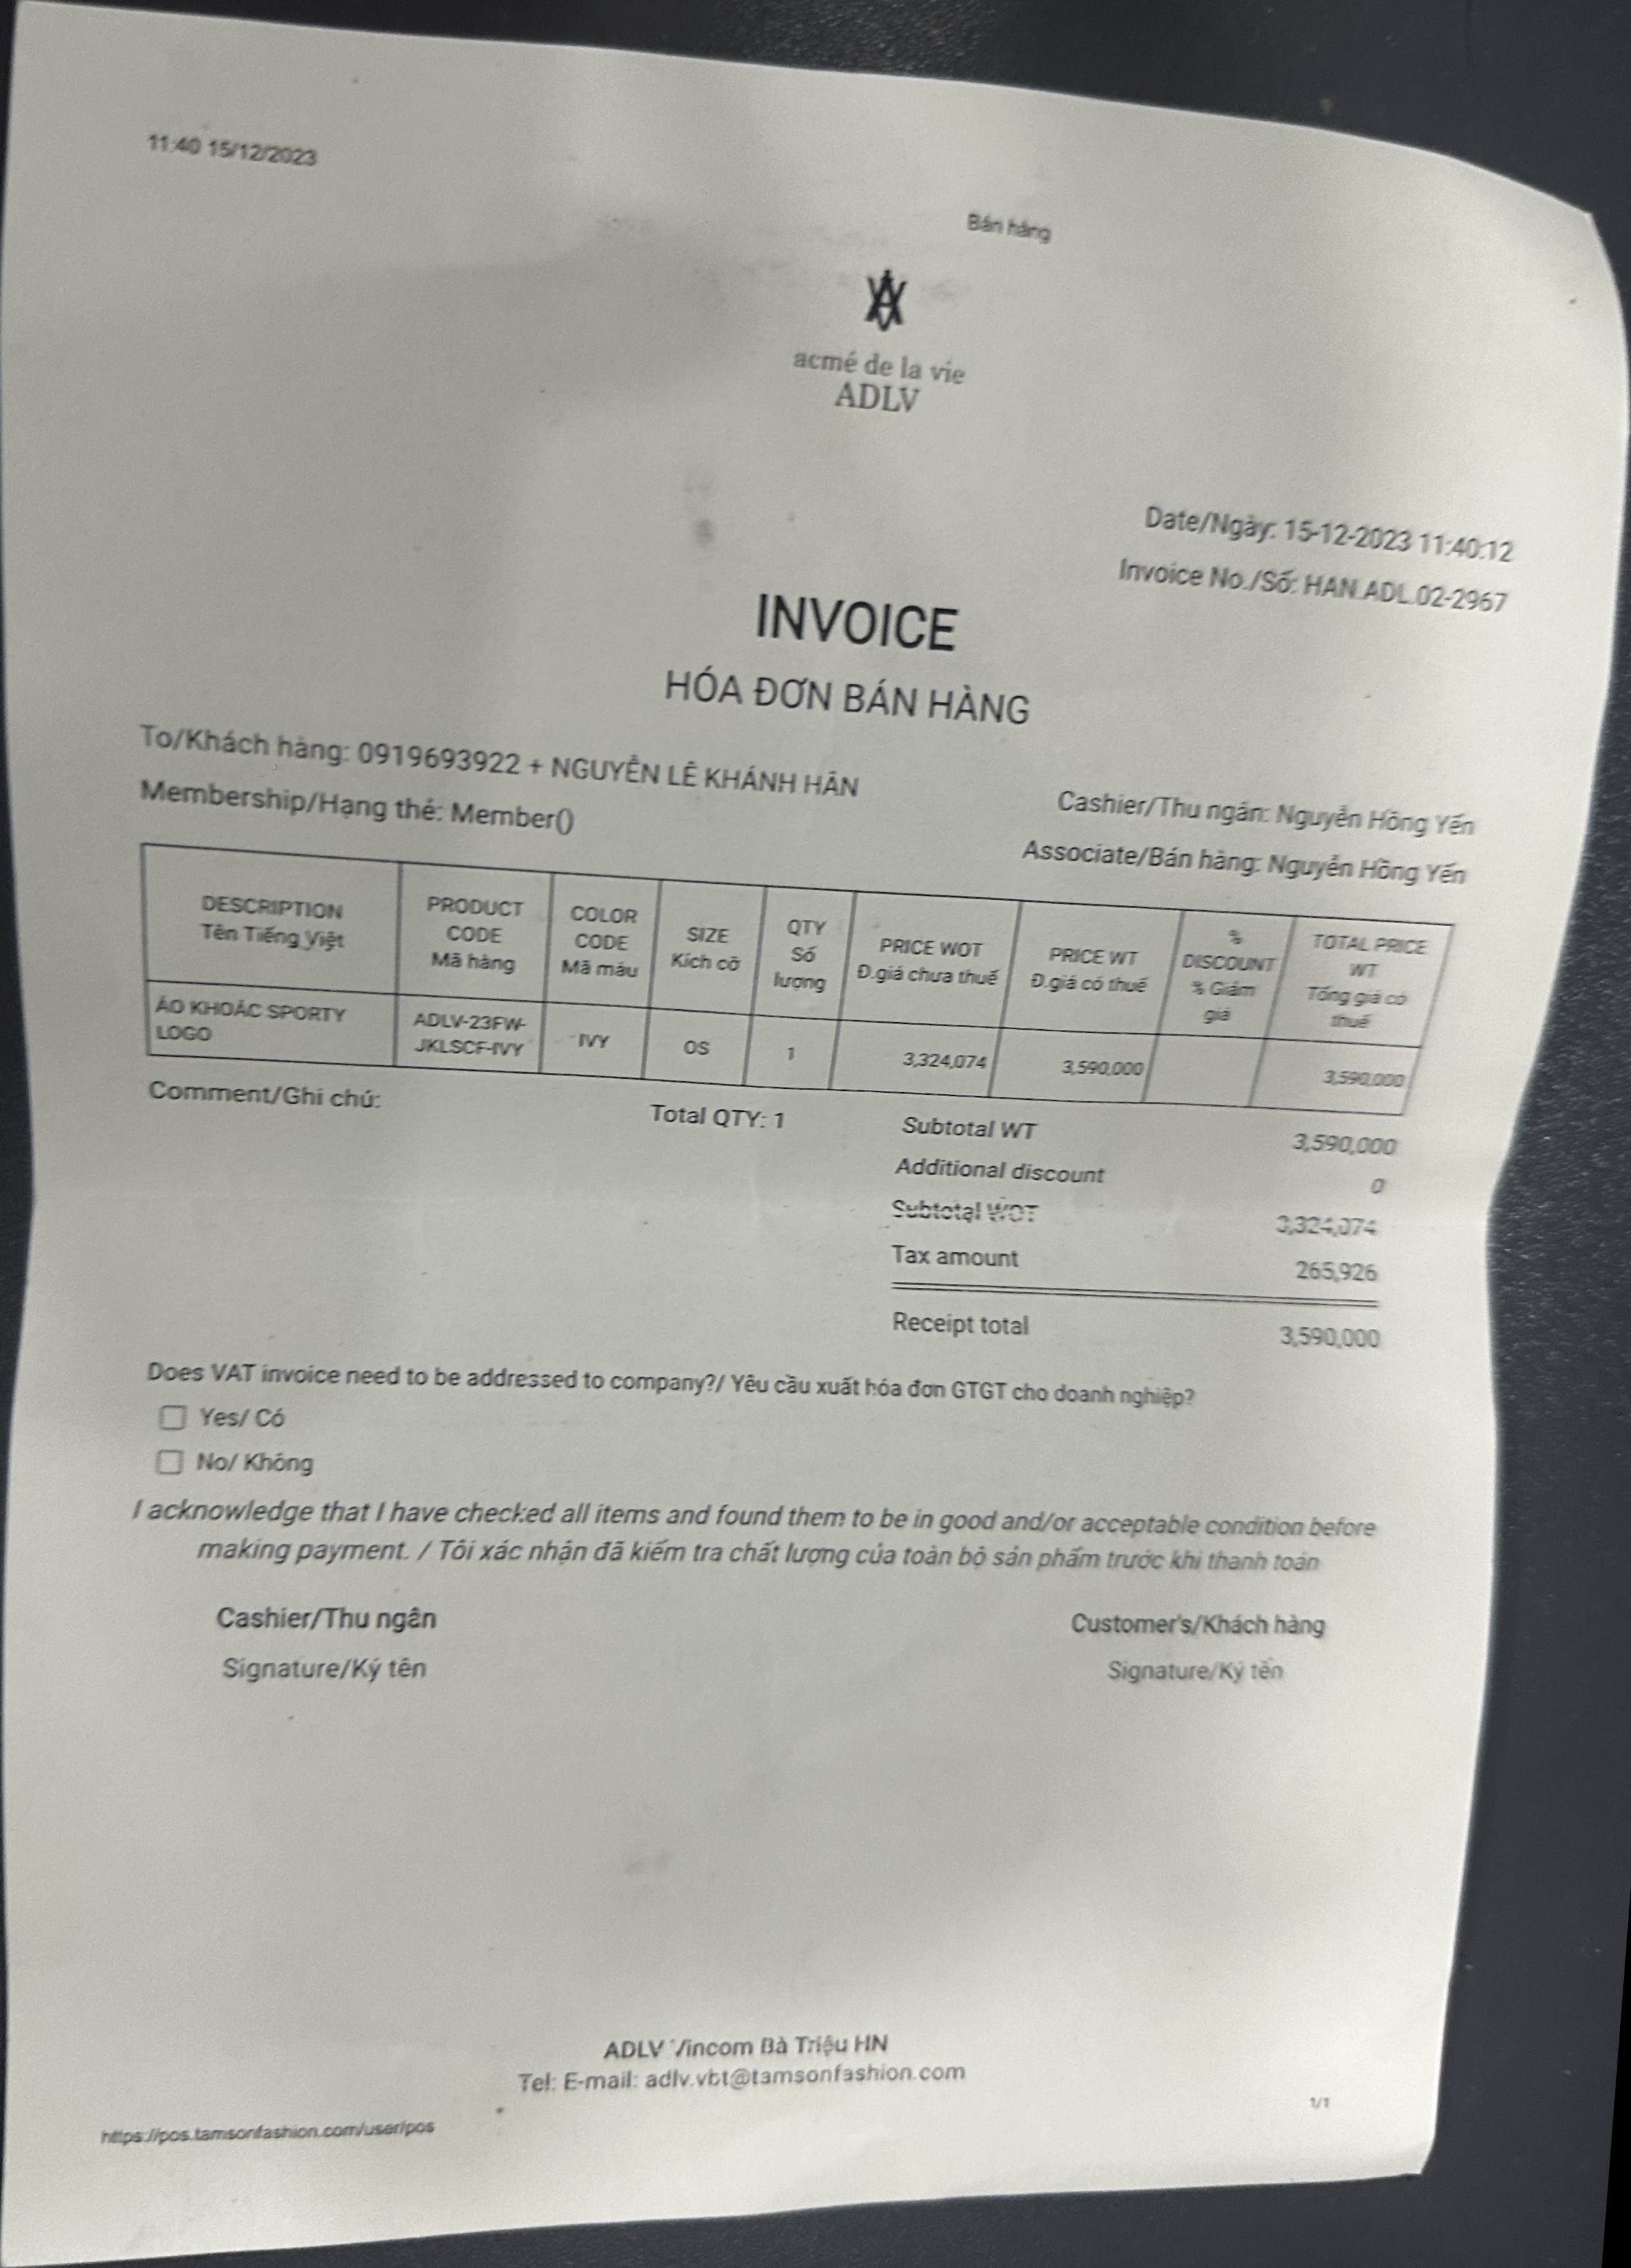 11:40 15/12/2023
Bán hàng
acmé de la vie
ADLV
Date/Ngày: 15-12-2023 11:40:12
Invoice No./Số: HAN.ADL.02-2967
INVOICE
HÓA ĐƠN BÁN HÀNG
To/Khách hàng: 0919693922 + NGUYỄN LÊ KHÁNH HÂN
Membership/Hạng thẻ: Member()
Cashier/Thu ngân: Nguyễn Hồng Yến
Associate/Bán hàng: Nguyễn Hồng Yến
DESCRIPTION Tên Tiếng Việt PRODUCT CODE Mã hàng COLOR CODE Mã màu SIZE Kích cỡ QTY Số lượng PRICE WOT Đ.giá chưa thuế PRICE WT Đ.giá có thuế % DISCOUNT % Giảm giá TOTAL PRICE WT Tổng giá có thuế
ÁO KHOÁC SPORTY LOGO ADLV-23FW-JKLSCF-IVY IVY OS 1 3,324,074 3,590,000 3,590,000
Comment/Ghi chú:
Total QTY: 1
Subtotal WT 3,590,000
Additional discount 0
Subtotal WOT 3,324,074
Tax amount 265,926
Receipt total 3,590,000
Does VAT invoice need to be addressed to company?/ Yêu cầu xuất hóa đơn GTGT cho doanh nghiệp?
Yes/ Có
No/ Không
I acknowledge that I have checked all items and found them to be in good and/or acceptable condition before
making payment. / Tôi xác nhận đã kiểm tra chất lượng của toàn bộ sản phẩm trước khi thanh toán
Cashier/Thu ngân Customer's/Khách hàng
Signature/Ký tên Signature/Ký tên
ADLV Vincom Bà Triệu HN
Tel: E-mail: adlv.vbt@tamsonfashion.com
https://pos.tamsonfashion.com/user/pos 1/1